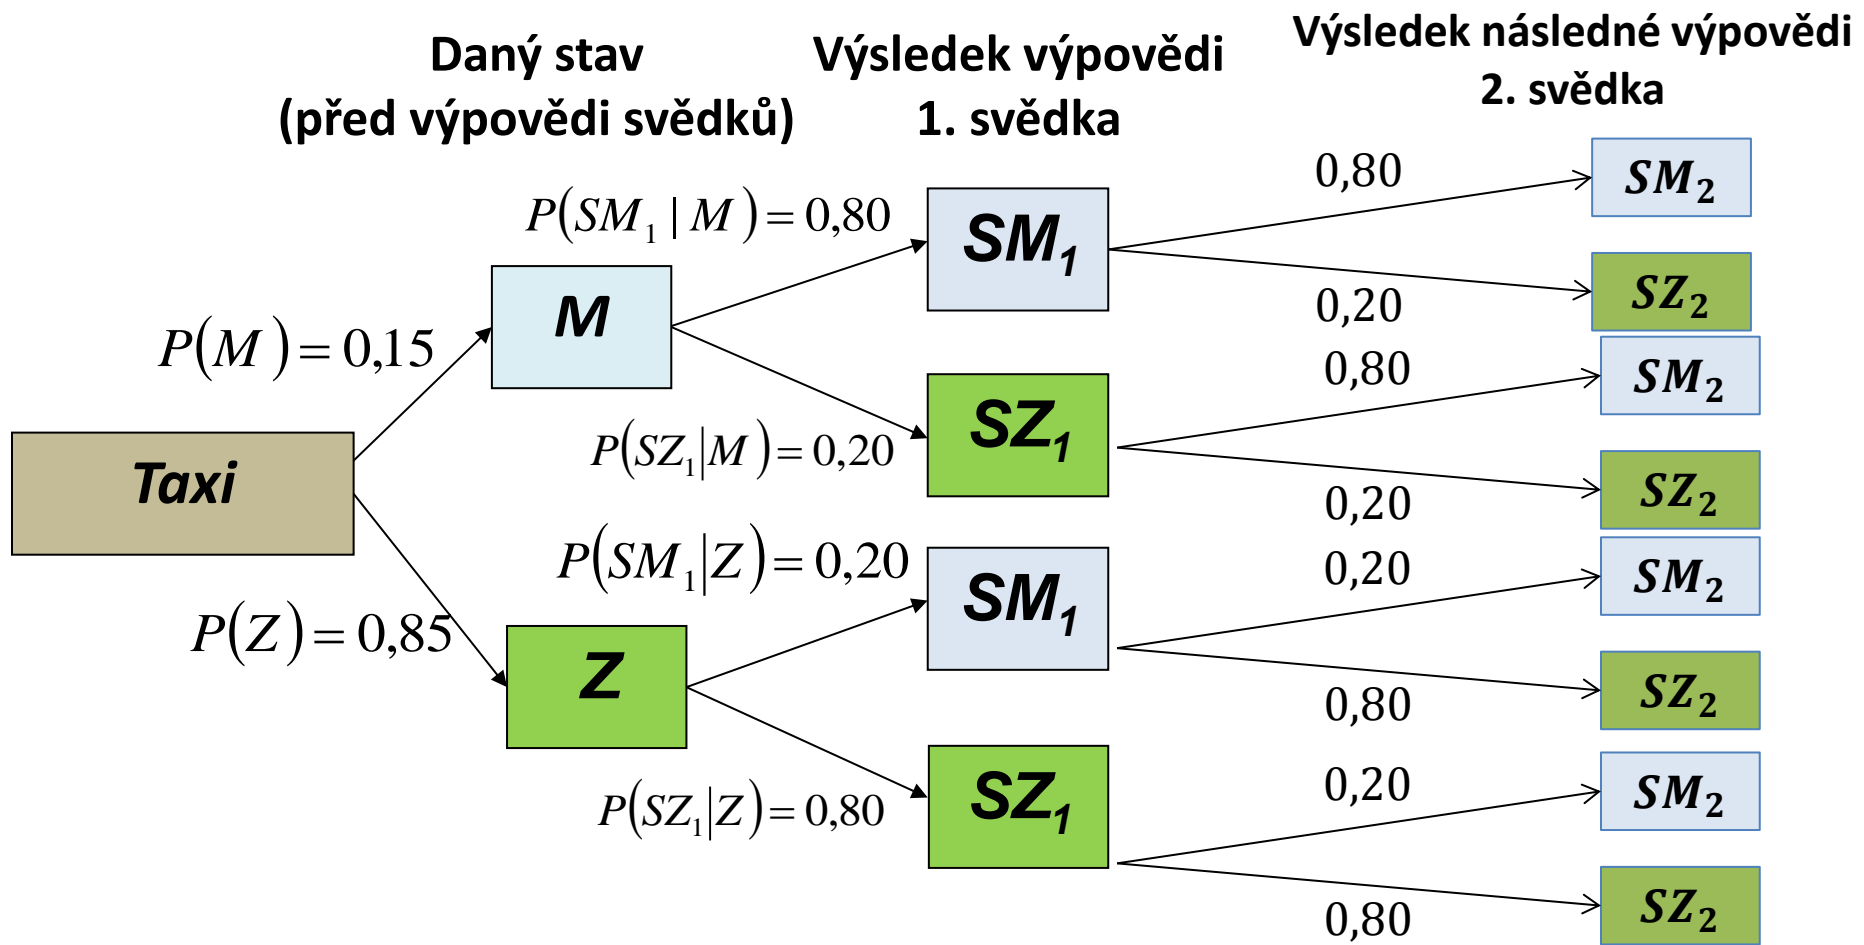 Daný stav
(před výpovědi svědků)
Výsledek výpovědi
1. svědka
Výsledek následné výpovědi
2. svědka
Taxi
P(M) = 0,15
P(Z) = 0,85
M
Z
P(SM₁ | M) = 0,80
P(SZ₁|M) = 0,20
P(SM₁|Z) = 0,20
P(SZ₁|Z) = 0,80
SM₁
SZ₁
SM₁
SZ₁
0,80
SM₂
0,20
SZ₂
0,80
SM₂
0,20
SZ₂
0,20
SM₂
0,80
SZ₂
0,20
SM₂
0,80
SZ₂